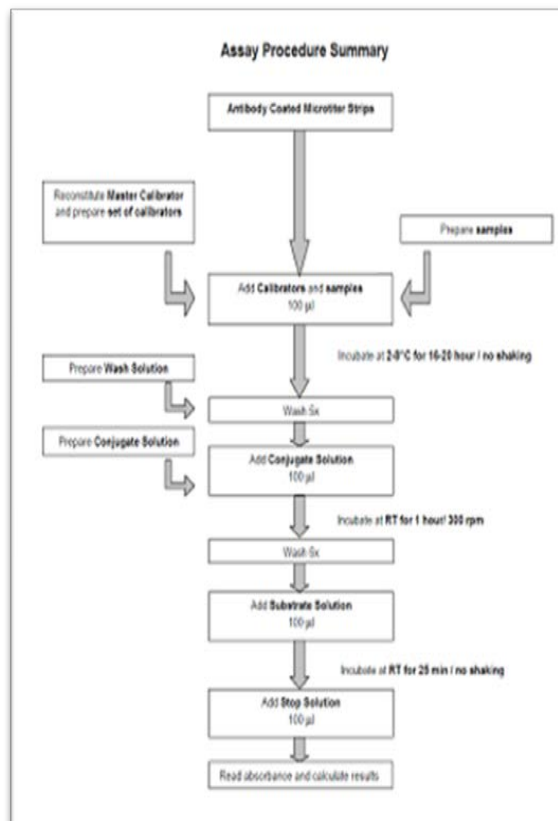 Assay Procedure Summary
Antibody Coated Microtiter Strips
Reconstitute Master Calibrator
and prepare set of calibrators
Prepare samples
Add Calibrators and samples
100 µl
Incubate at 2-8°C for 16-20 hour / no shaking
Prepare Wash Solution
Wash 5x
Prepare Conjugate Solution
Add Conjugate Solution
100 µl
Incubate at RT for 1 hour/ 300 rpm
Wash 5x
Add Substrate Solution
100 µl
Incubate at RT for 25 min / no shaking
Add Stop Solution
100 µl
Read absorbance and calculate results